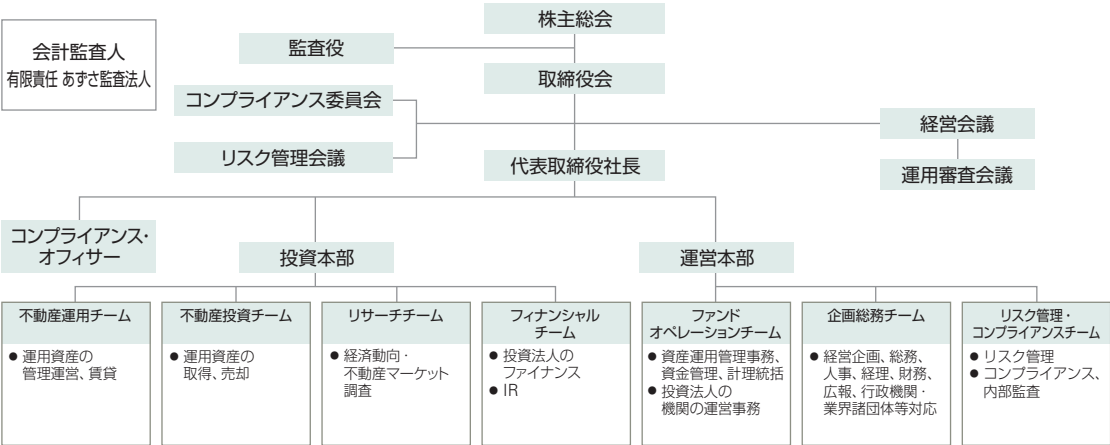 株主総会
会計監査人
有限責任 あずさ監査法人
監査役
取締役会
コンプライアンス委員会
経営会議
リスク管理会議
代表取締役社長
運用審査会議
コンプライアンス・
オフィサー
投資本部
運営本部
不動産運用チーム
● 運用資産の
管理運営、賃貸
不動産投資チーム
● 運用資産の
取得、売却
リサーチチーム
● 経済動向・
不動産マーケット
調査
フィナンシャル
チーム
● 投資法人の
ファイナンス
● IR
ファンド
オペレーションチーム
● 資産運用管理事務、
資金管理、計理統括
● 投資法人の
機関の運営事務
企画総務チーム
● 経営企画、総務、
人事、経理、財務、
広報、行政機関・
業界諸団体等対応
リスク管理・
コンプライアンスチーム
● リスク管理
● コンプライアンス、
内部監査